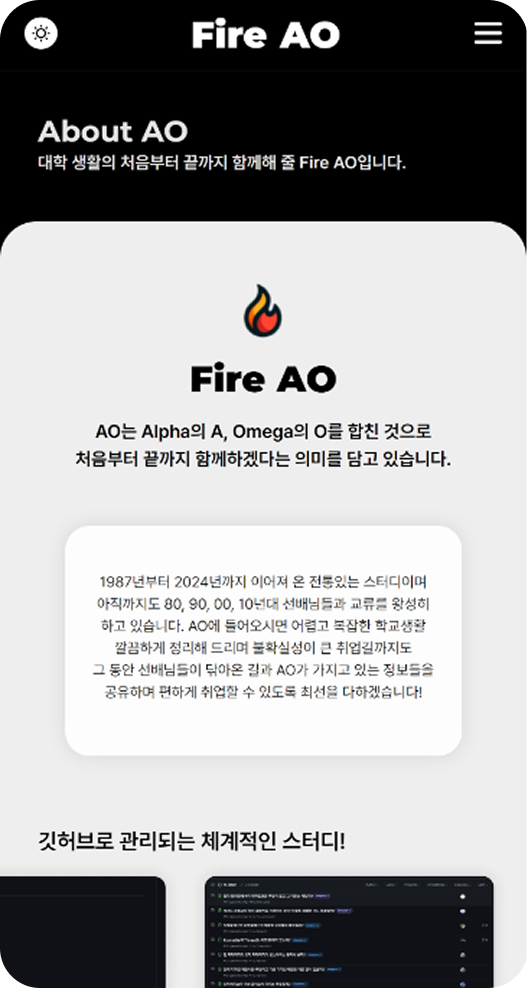 Fire AO
About AO
대학 생활의 처음부터 끝까지 함께해 줄 Fire AO입니다.
Fire AO
AO는 Alpha의 A, Omega의 O를 합친 것으로
처음부터 끝까지 함께하겠다는 의미를 담고 있습니다.
1987년부터 2024년까지 이어져 온 전통있는 스터디이며
아직까지도 80, 90, 00, 10년대 선배님들과 교류를 왕성히
하고 있습니다. AO에 들어오시면 어렵고 복잡한 학교생활
깔끔하게 정리해 드리며 불확실성이 큰 취업길까지도
그 동안 선배님들이 닦아온 길과 AO가 가지고 있는 정보들을
공유하며 편하게 취업할 수 있도록 최선을 다하겠습니다!
깃허브로 관리되는 체계적인 스터디!